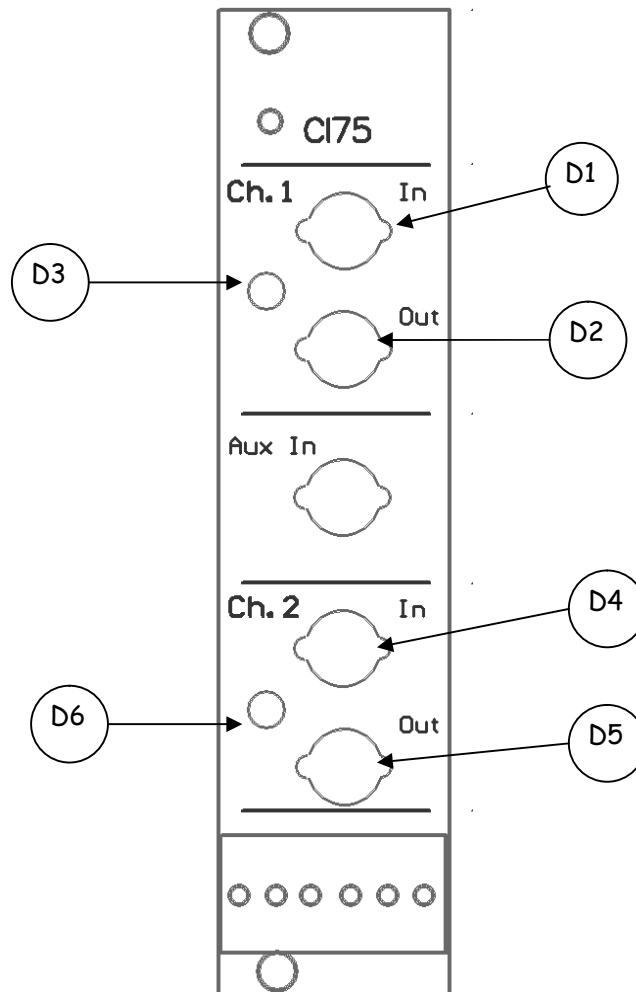 CI75
Ch. 1 In
D1
D3
Out
D2
Aux In
Ch. 2 In
D4
D6
Out
D5